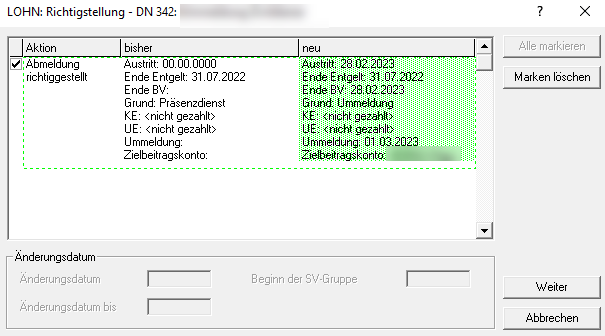 LOHN: Richtigstellung - DN 342:
? X
Aktion bisher neu
Abmeldung Austritt: 00.00.0000 Austritt: 28.02.2023
richtiggestellt Ende Entgelt: 31.07.2022 Ende Entgelt: 31.07.2022
Ende BV: Ende BV: 28.02.2023
Grund: Präsenzdienst Grund: Ummeldung
KE: <nicht gezahlt> KE: <nicht gezahlt>
UE: <nicht gezahlt> UE: <nicht gezahlt>
Ummeldung: Ummeldung: 01.03.2023
Zielbeitragskonto: Zielbeitragskonto:
Alle markieren
Marken löschen
Änderungsdatum
Änderungsdatum Beginn der SV-Gruppe
Änderungsdatum bis
Weiter
Abbrechen